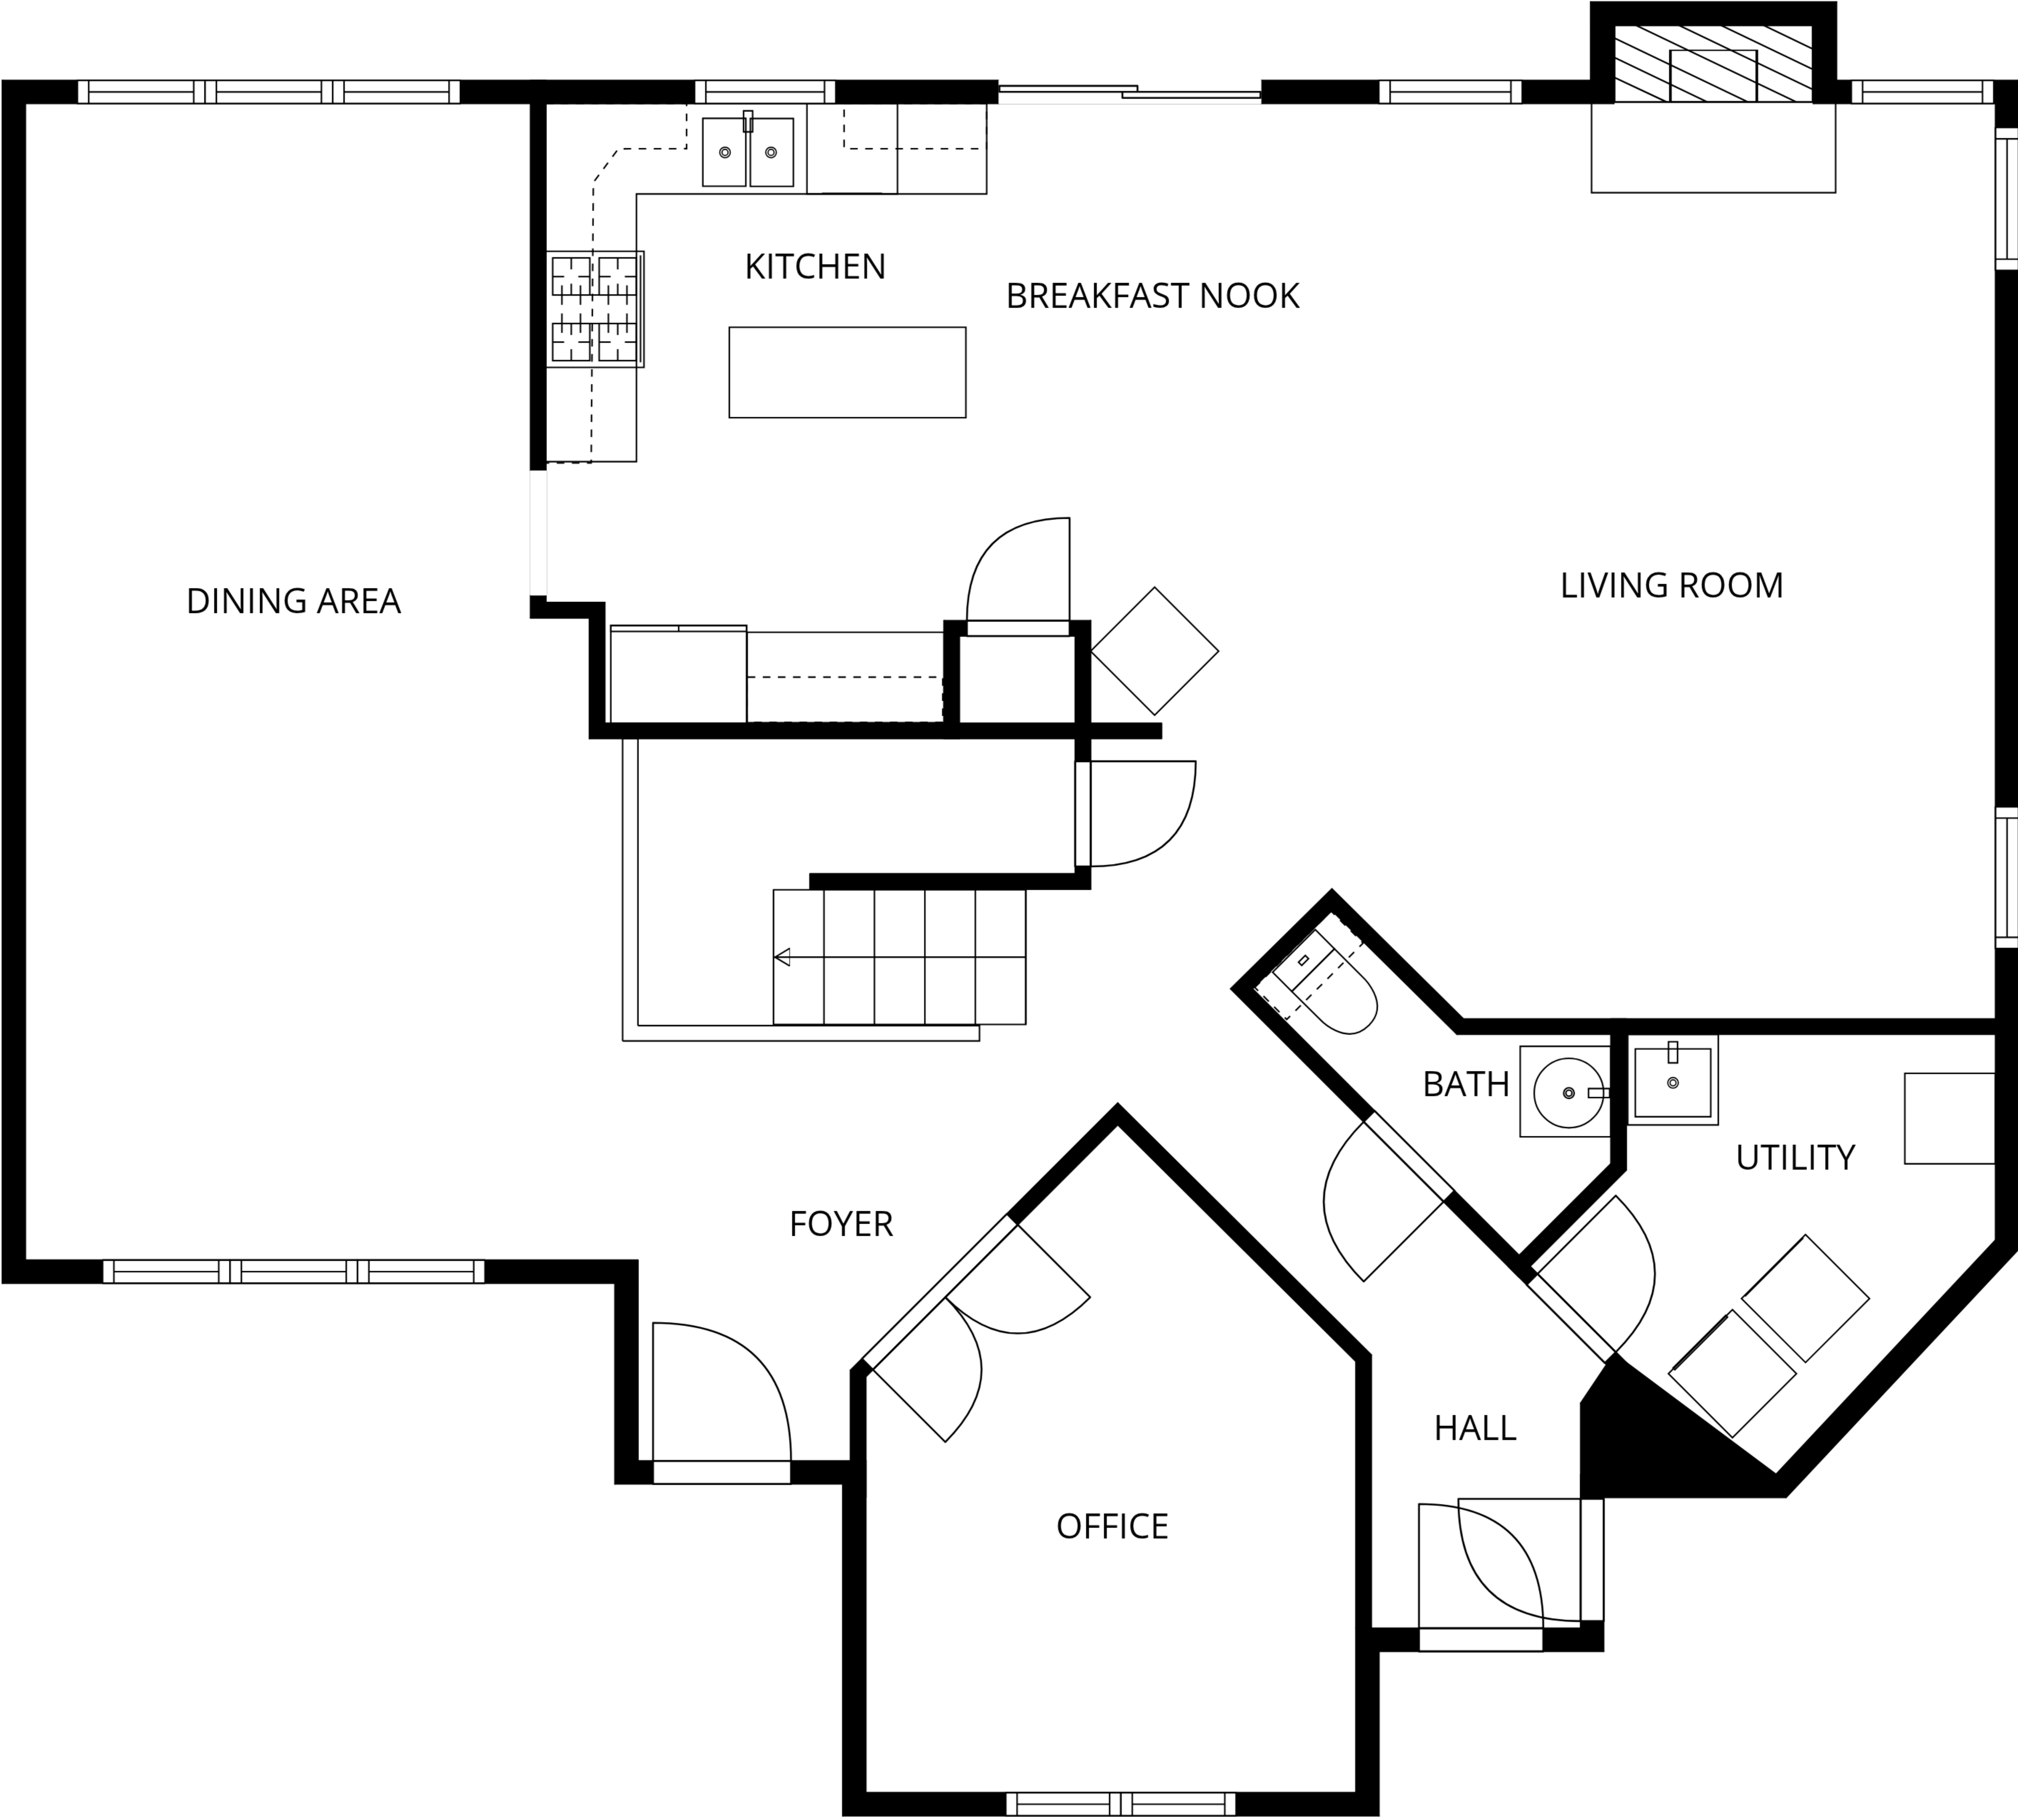 KITCHEN
BREAKFAST NOOK
DINING AREA
LIVING ROOM
BATH
UTILITY
FOYER
HALL
OFFICE